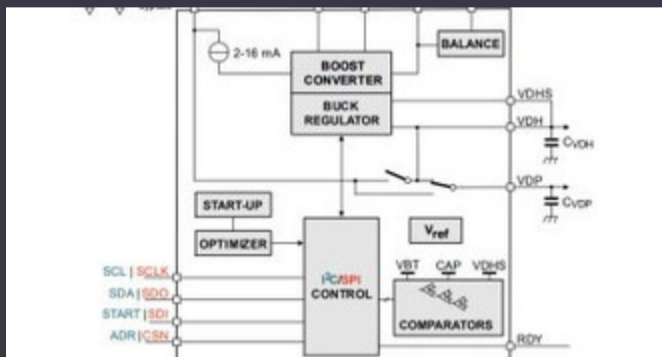 2-16 mA
BALANCE
BOOST
CONVERTER
BUCK
REGULATOR
VDHS
VDH
CVDH
VDP
CVDP
START-UP
OPTIMIZER
Vref
SCL | SCLK
SDA | SDO
START | SDI
ADR | CSN
I²C/SPI
CONTROL
VBT CAP VDHS
COMPARATORS
RDY